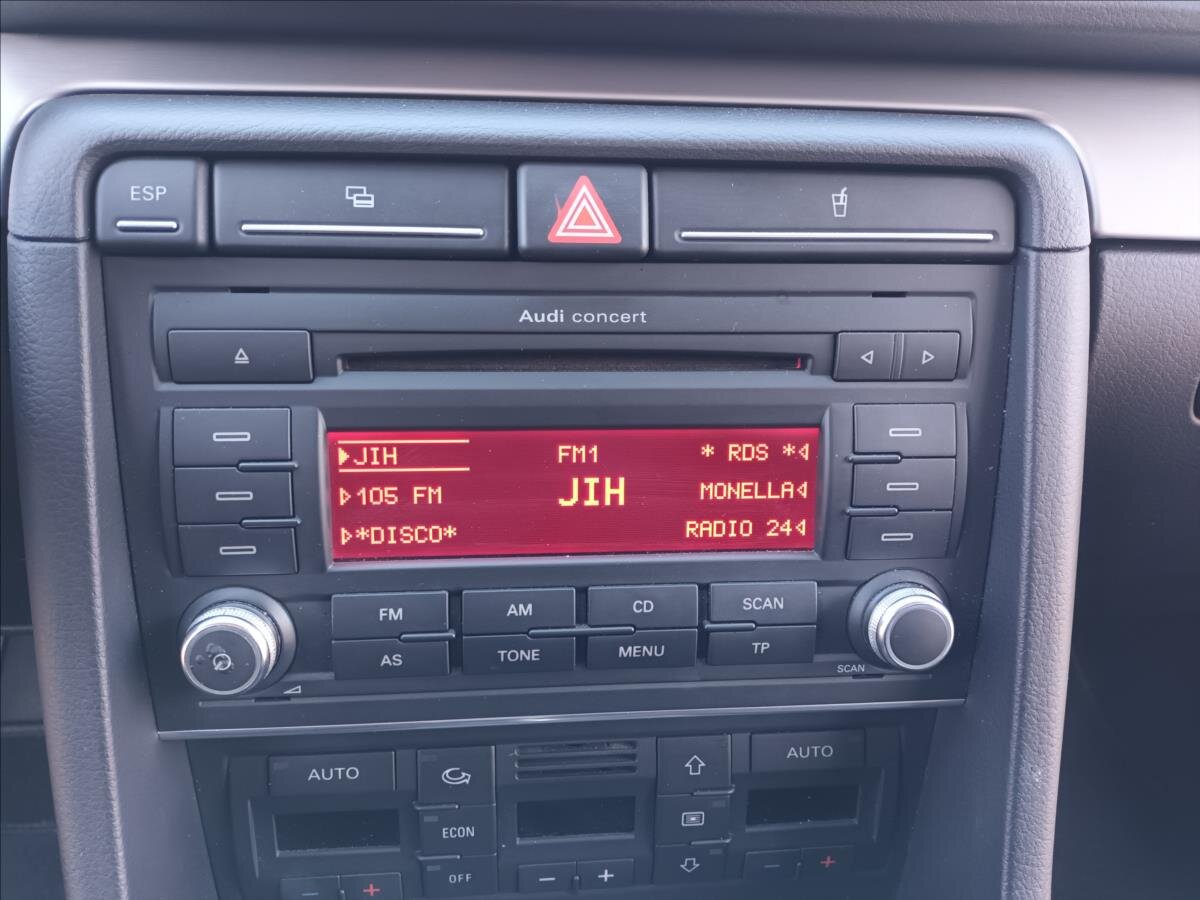 ESP
Audi concert
JIH FM1 * RDS *
105 FM JIH MONELLA
*DISCO* RADIO 24
FM AM CD SCAN
AS TONE MENU TP
SCAN
AUTO AUTO
ECON
OFF